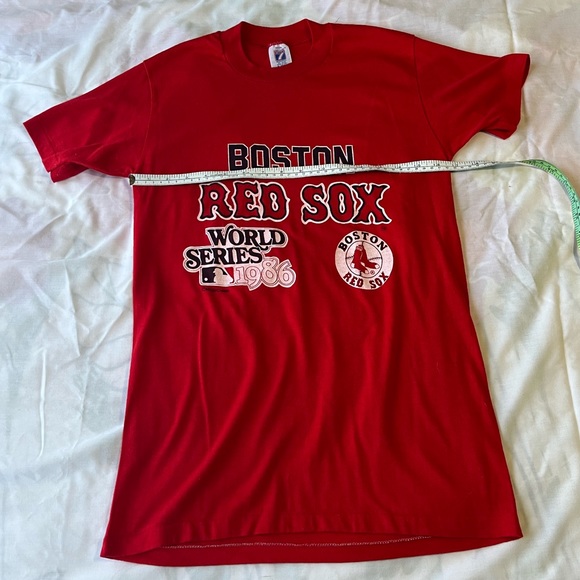 BOSTON
RED SOX
WORLD
SERIES
1986
BOSTON
RED SOX